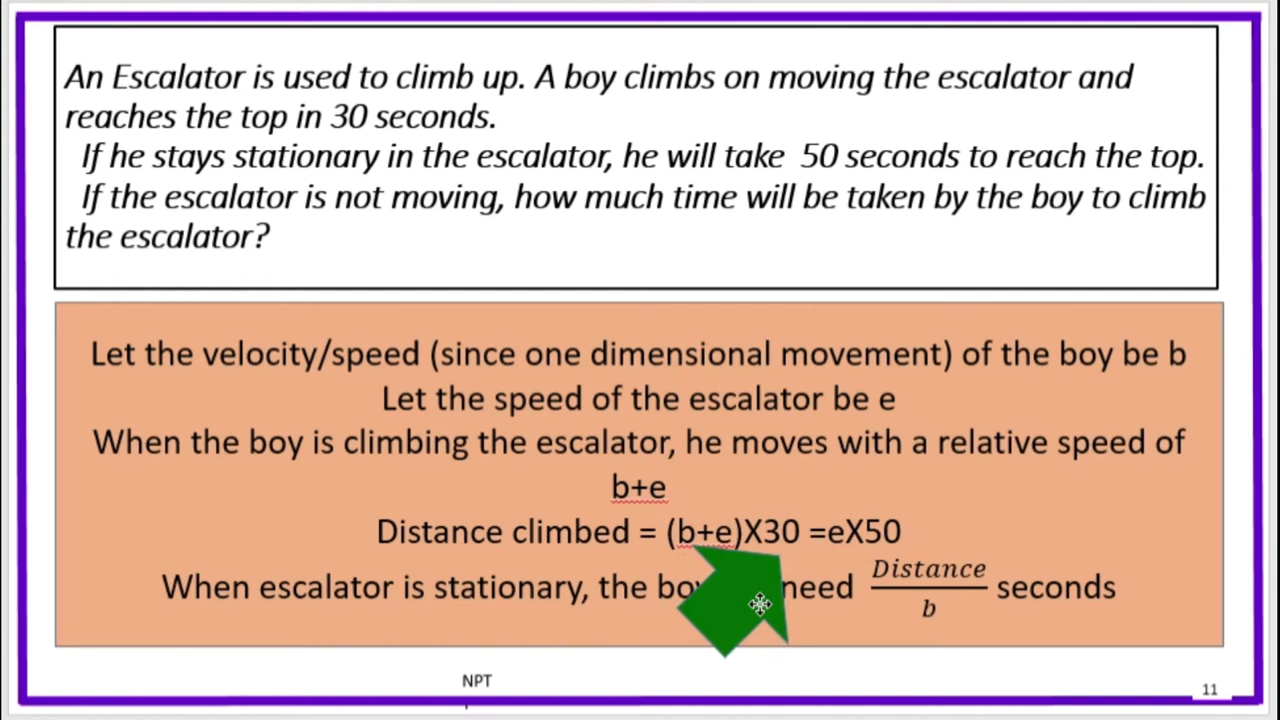 An Escalator is used to climb up. A boy climbs on moving the escalator and
reaches the top in 30 seconds.
If he stays stationary in the escalator, he will take 50 seconds to reach the top.
If the escalator is not moving, how much time will be taken by the boy to climb
the escalator?
Let the velocity/speed (since one dimensional movement) of the boy be b
Let the speed of the escalator be e
When the boy is climbing the escalator, he moves with a relative speed of
b+e
Distance climbed = (b+e)X30 =eX50
When escalator is stationary, the need Distance/b seconds
NPT
11